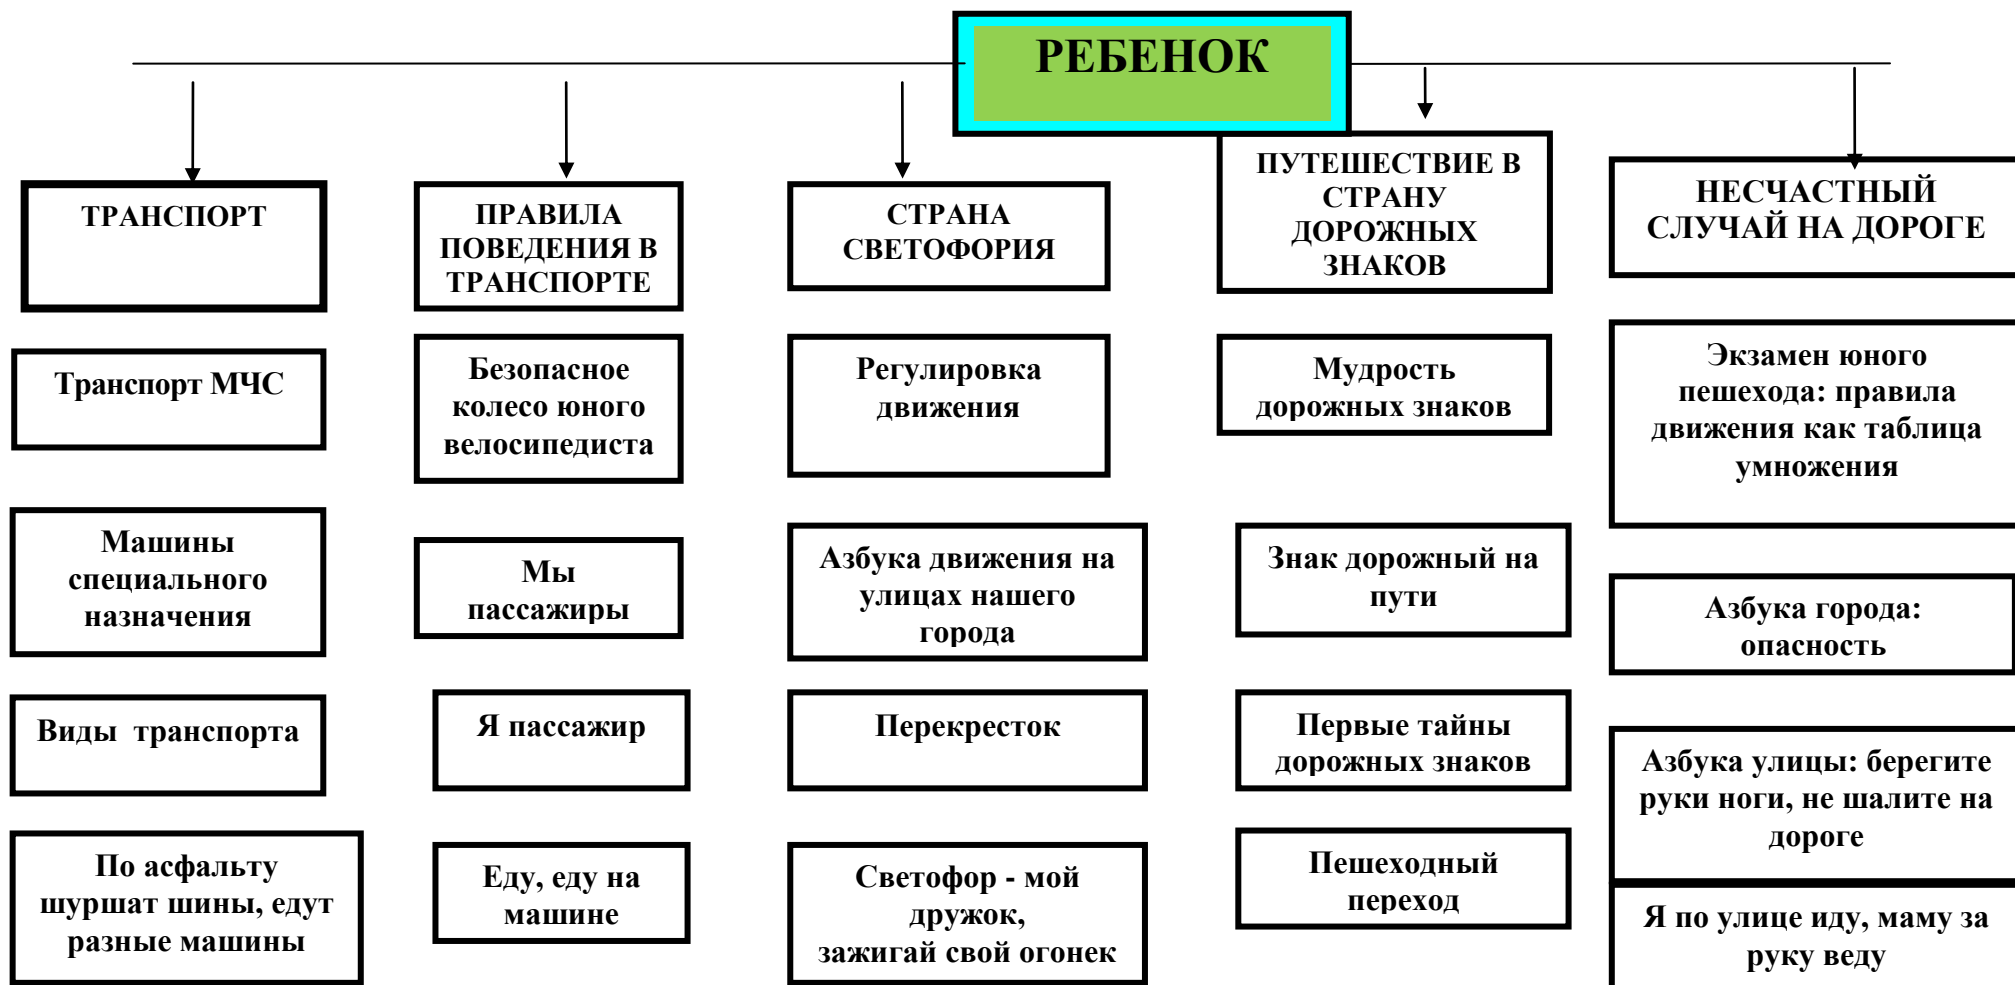 РЕБЕНОК
ТРАНСПОРТ
Транспорт МЧС
Машины
специального
назначения
Виды транспорта
По асфальту
шуршат шины, едут
разные машины
ПРАВИЛА
ПОВЕДЕНИЯ В
ТРАНСПОРТЕ
Безопасное
колесо юного
велосипедиста
Мы
пассажиры
Я пассажир
Еду, еду на
машине
СТРАНА
СВЕТОФОРИЯ
Регулировка
движения
Азбука движения на
улицах нашего
города
Перекресток
Светофор - мой
дружок,
зажигай свой огонек
ПУТЕШЕСТВИЕ В
СТРАНУ
ДОРОЖНЫХ
ЗНАКОВ
Мудрость
дорожных знаков
Знак дорожный на
пути
Первые тайны
дорожных знаков
Пешеходный
переход
НЕСЧАСТНЫЙ
СЛУЧАЙ НА ДОРОГЕ
Экзамен юного
пешехода: правила
движения как таблица
умножения
Азбука города:
опасность
Азбука улицы: берегите
руки ноги, не шалите на
дороге
Я по улице иду, маму за
руку веду